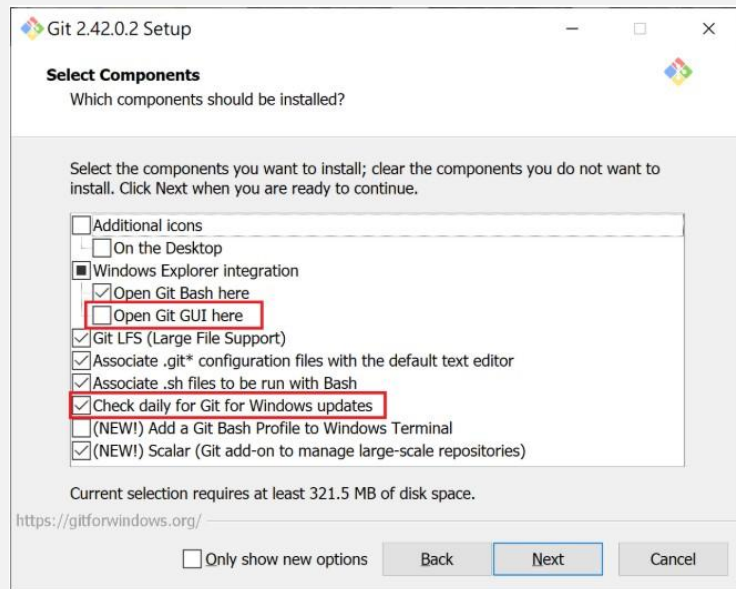 Git 2.42.0.2 Setup
Select Components
Which components should be installed?
Select the components you want to install; clear the components you do not want to
install. Click Next when you are ready to continue.
Additional icons
On the Desktop
Windows Explorer integration
Open Git Bash here
Open Git GUI here
Git LFS (Large File Support)
Associate .git* configuration files with the default text editor
Associate .sh files to be run with Bash
Check daily for Git for Windows updates
(NEW!) Add a Git Bash Profile to Windows Terminal
(NEW!) Scalar (Git add-on to manage large-scale repositories)
Current selection requires at least 321.5 MB of disk space.
https://gitforwindows.org/
Only show new options Back Next Cancel